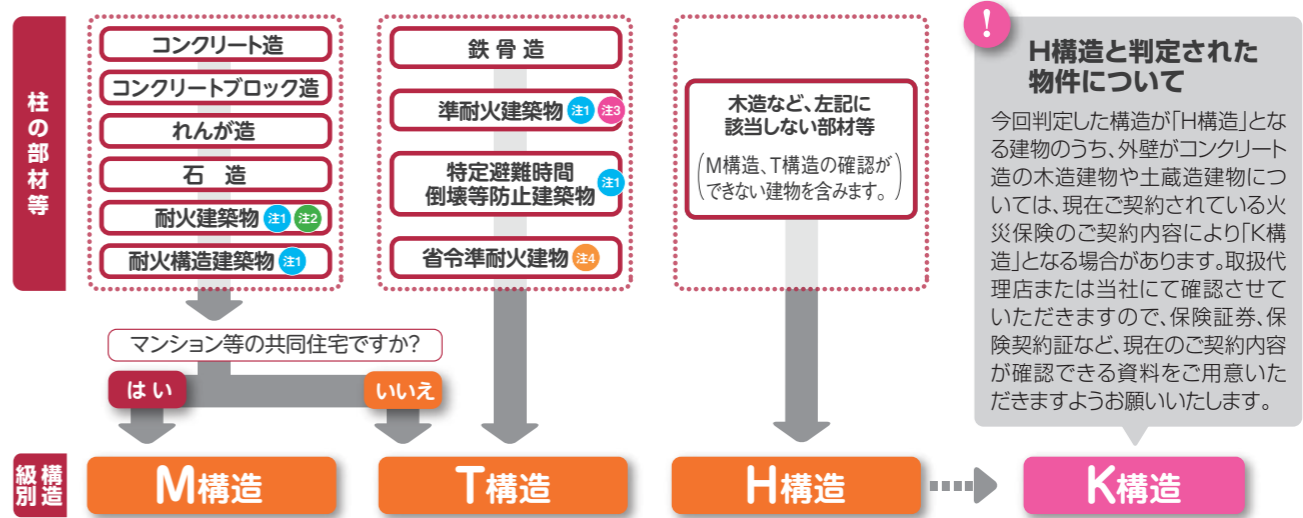 柱の部材等
コンクリート造
コンクリートブロック造
れんが造
石 造
耐火建築物 注1 注2
耐火構造建築物 注1
鉄 骨 造
準耐火建築物 注1 注3
特定避難時間
倒壊等防止建築物 注1
省令準耐火建物 注4
木造など、左記に
該当しない部材等
(M構造、T構造の確認が
できない建物を含みます。)
マンション等の共同住宅ですか?
はい
いいえ
構造
級別
M構造
T構造
H構造
K構造
!
H構造と判定された
物件について
今回判定した構造が「H構造」とな
る建物のうち、外壁がコンクリート
造の木造建物や土蔵造建物につ
いては、現在ご契約されている火
災保険のご契約内容により「K構
造」となる場合があります。取扱代
理店または当社にて確認させて
いただきますので、保険証券、保
険契約証など、現在のご契約内容
が確認できる資料をご用意いた
だきますようお願いいたします。